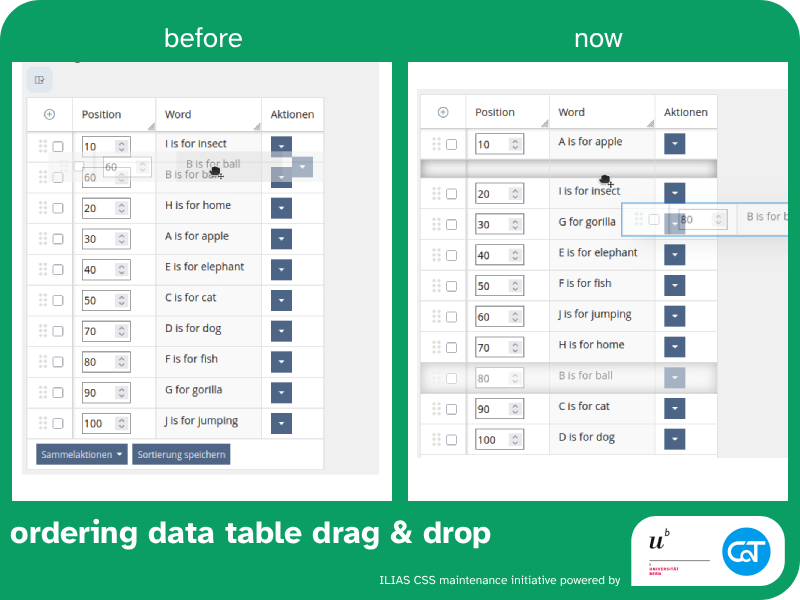 before
now
Position Word Aktionen
10 I is for insect
60 B is for ball
60 B is for ball
20 H is for home
30 A is for apple
40 E is for elephant
50 C is for cat
70 D is for dog
80 F is for fish
90 G for gorilla
100 J is for jumping
Sammelaktionen Sortierung speichern
Position Word Aktionen
10 A is for apple
20 I is for insect
80 B is for b
30 G for gorilla
40 E is for elephant
50 F is for fish
60 J is for jumping
70 H is for home
80 B is for ball
90 C is for cat
100 D is for dog
ordering data table drag & drop
ILIAS CSS maintenance initiative powered by
u b
UNIVERSITÄT
BERN
CaT